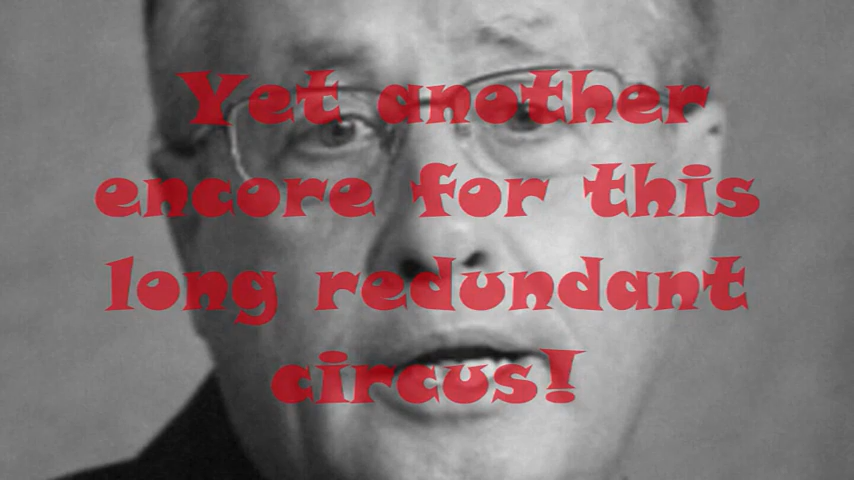 Yet another
encore for this
long redundant
circus!